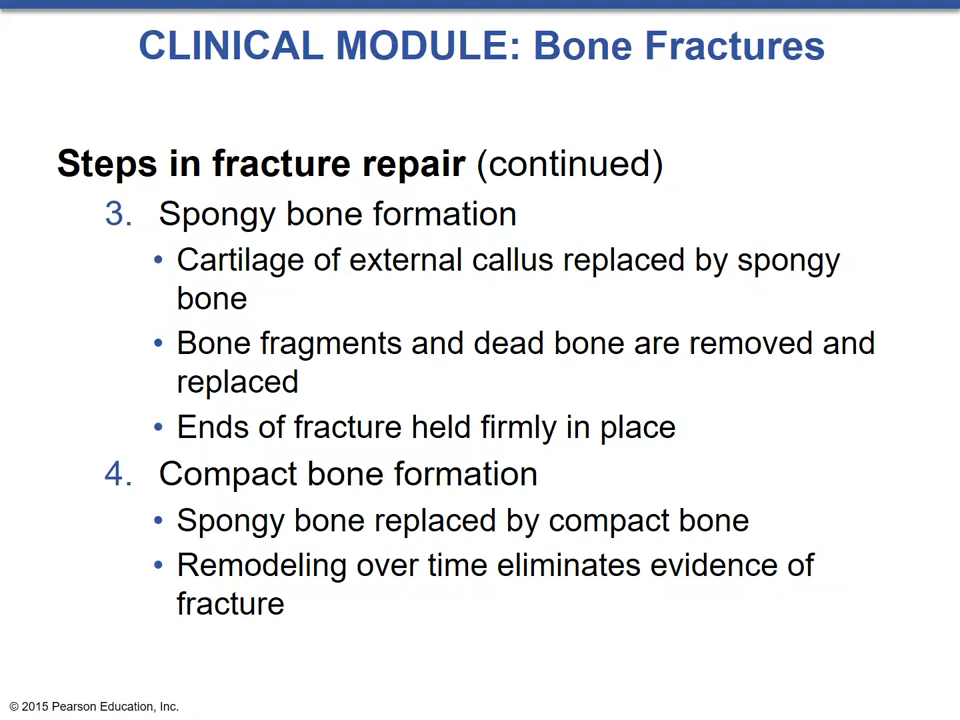 CLINICAL MODULE: Bone Fractures
Steps in fracture repair (continued)
3. Spongy bone formation
• Cartilage of external callus replaced by spongy
bone
• Bone fragments and dead bone are removed and
replaced
• Ends of fracture held firmly in place
4. Compact bone formation
• Spongy bone replaced by compact bone
• Remodeling over time eliminates evidence of
fracture
© 2015 Pearson Education, Inc.